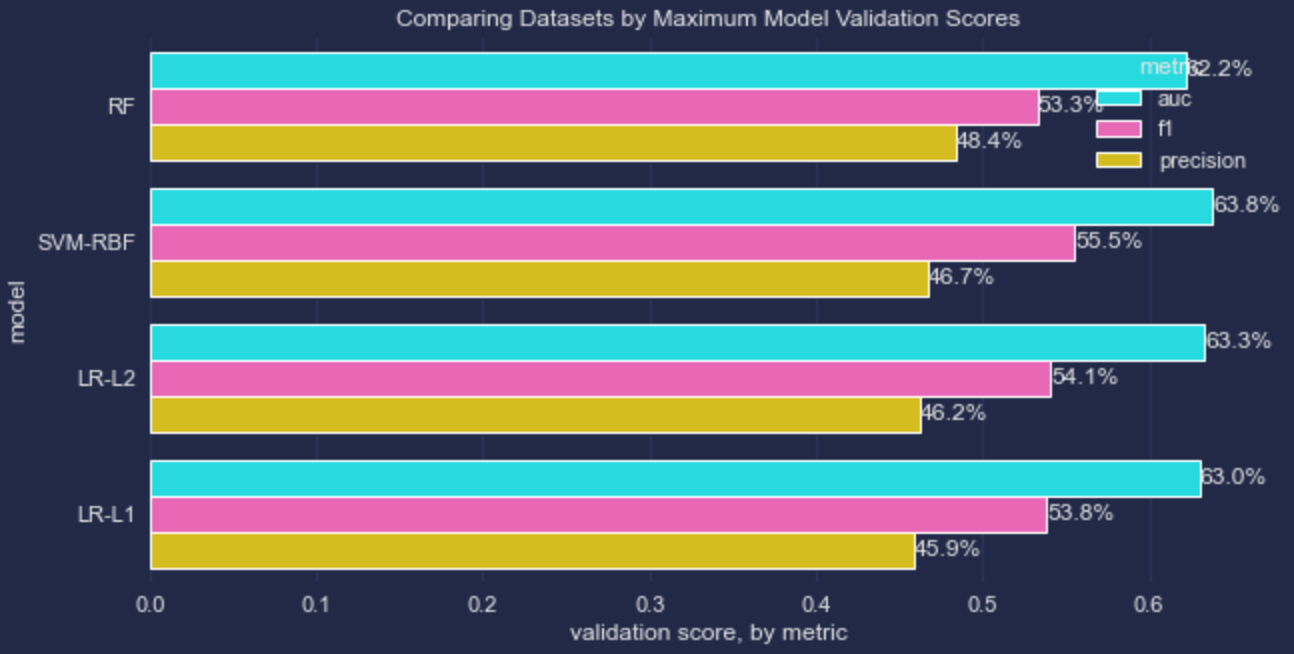 Comparing Datasets by Maximum Model Validation Scores
metric
auc
f1
precision
model
RF
62.2%
53.3%
48.4%
SVM-RBF
63.8%
55.5%
46.7%
LR-L2
63.3%
54.1%
46.2%
LR-L1
63.0%
53.8%
45.9%
0.0 0.1 0.2 0.3 0.4 0.5 0.6
validation score, by metric